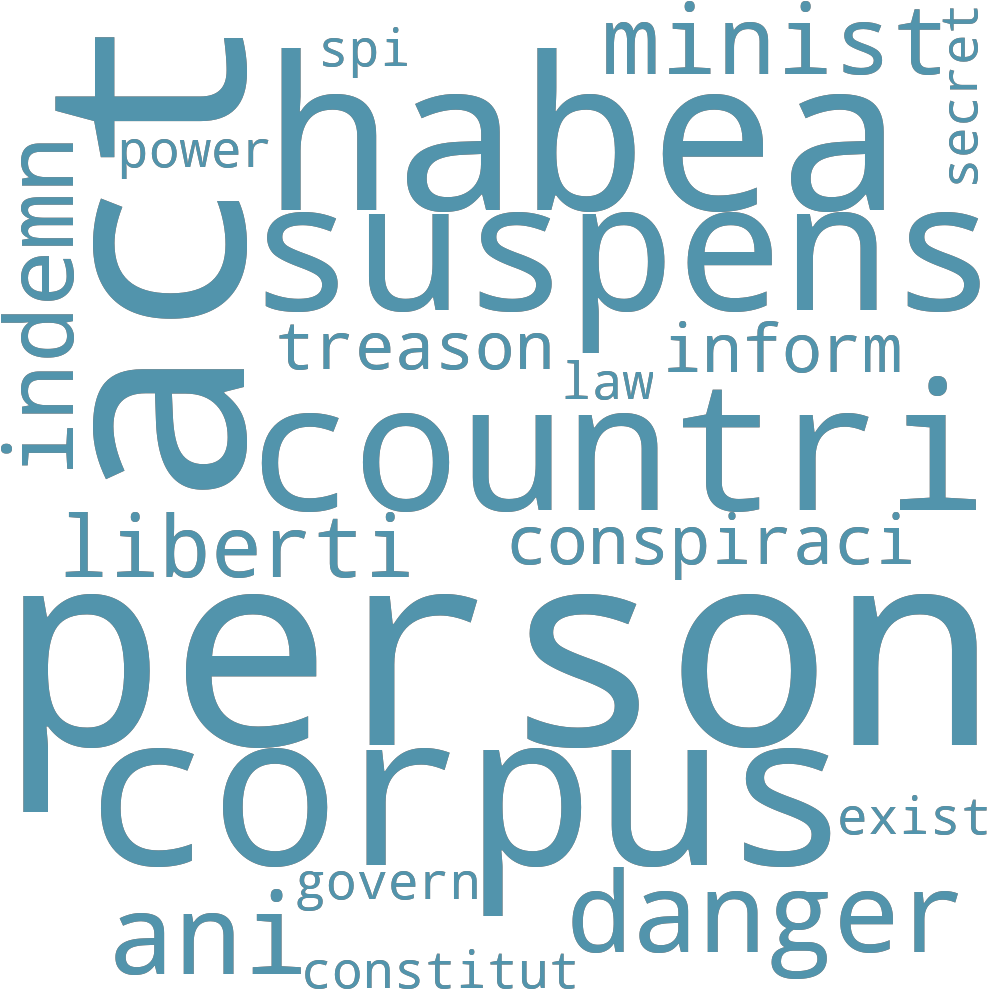 spi
minist
secret
habea
act
power
indemn
suspens
treason
inform
law
countri
liberti
conspiraci
person
corpus
exist
govern
danger
ani
constitut